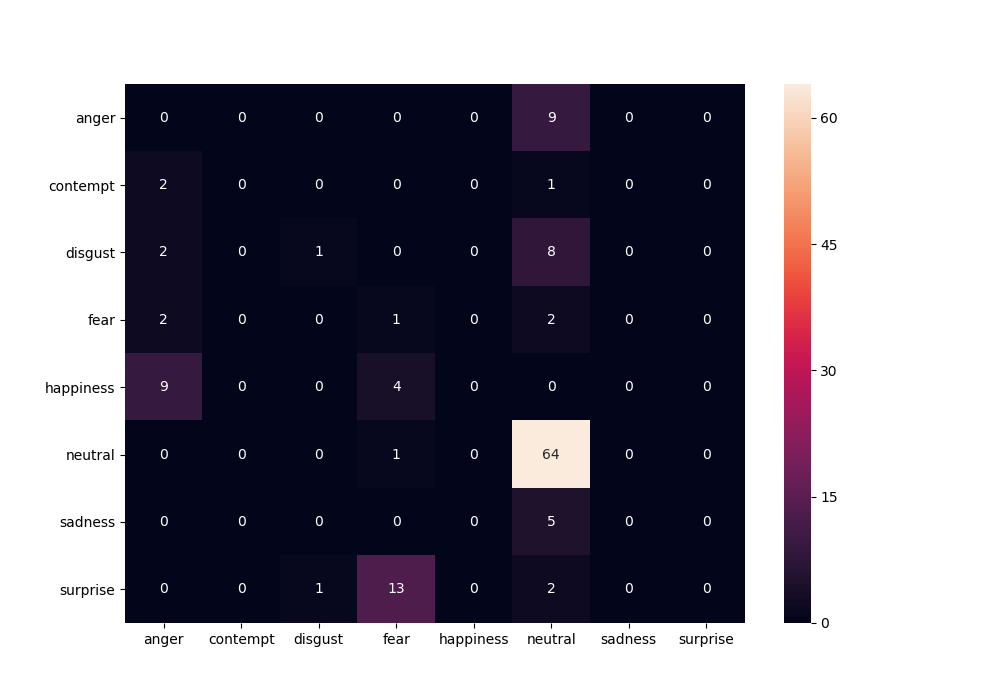 anger 0 0 0 0 0 9 0 0
contempt 2 0 0 0 0 1 0 0
disgust 2 0 1 0 0 8 0 0
fear 2 0 0 1 0 2 0 0
happiness 9 0 0 4 0 0 0 0
neutral 0 0 0 1 0 64 0 0
sadness 0 0 0 0 0 5 0 0
surprise 0 0 1 13 0 2 0 0
anger contempt disgust fear happiness neutral sadness surprise
60
45
30
15
0